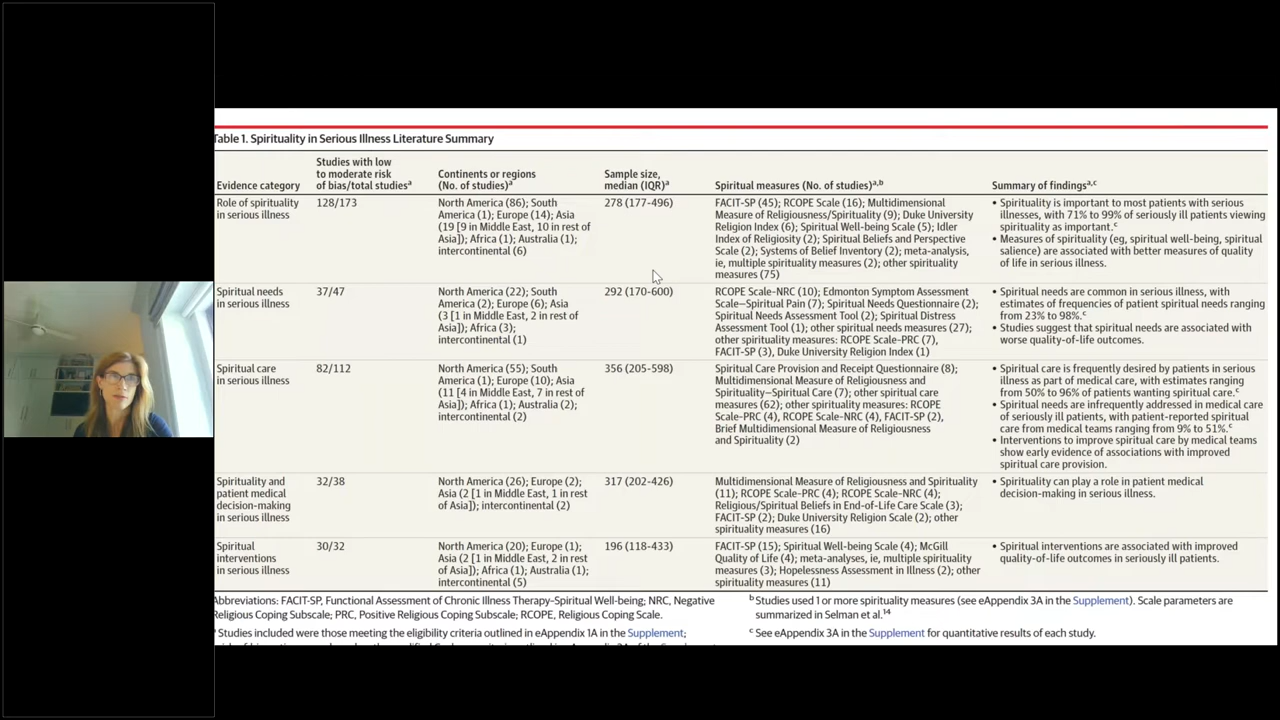 Table 1. Spirituality in Serious Illness Literature Summary
Evidence category
Studies with low
to moderate risk
of bias/total studiesᵃ
Continents or regions
(No. of studies)ᵃ
Sample size,
median (IQR)ᵃ
Spiritual measures (No. of studies)ᵃ,ᵇ
Summary of findingsᵃ,ᶜ
Role of spirituality
in serious illness
128/173
North America (86); South
America (1); Europe (14); Asia
(19 [9 in Middle East, 10 in rest of
Asia]); Africa (1); Australia (1);
intercontinental (6)
278 (177-496)
FACIT-SP (45); RCOPE Scale (16); Multidimensional
Measure of Religiousness/Spirituality (9); Duke University
Religion Index (6); Spiritual Well-being Scale (5); Idler
Index of Religiosity (2); Spiritual Beliefs and Perspective
Scale (2); Systems of Belief Inventory (2); meta-analysis,
ie, multiple spirituality measures (2); other spirituality
measures (75)
• Spirituality is important to most patients with serious
illnesses, with 71% to 99% of seriously ill patients viewing
spirituality as important.ᶜ
• Measures of spirituality (eg, spiritual well-being, spiritual
salience) are associated with better measures of quality
of life in serious illness.
Spiritual needs
in serious illness
37/47
North America (22); South
America (2); Europe (6); Asia
(3 [1 in Middle East, 2 in rest of
Asia]); Africa (3);
intercontinental (1)
292 (170-600)
RCOPE Scale-NRC (10); Edmonton Symptom Assessment
Scale–Spiritual Pain (7); Spiritual Needs Questionnaire (2);
Spiritual Needs Assessment Tool (2); Spiritual Distress
Assessment Tool (1); other spiritual needs measures (27);
other spirituality measures: RCOPE Scale-PRC (7),
FACIT-SP (3), Duke University Religion Index (1)
• Spiritual needs are common in serious illness, with
estimates of frequencies of patient spiritual needs ranging
from 23% to 98%.ᶜ
• Studies suggest that spiritual needs are associated with
worse quality-of-life outcomes.
Spiritual care
in serious illness
82/112
North America (55); South
America (1); Europe (10); Asia
(11 [4 in Middle East, 7 in rest of
Asia]); Africa (1); Australia (2);
intercontinental (2)
356 (205-598)
Spiritual Care Provision and Receipt Questionnaire (8);
Multidimensional Measure of Religiousness and
Spirituality–Spiritual Care (7); other spiritual care
measures (62); other spirituality measures: RCOPE
Scale-PRC (4), RCOPE Scale-NRC (4), FACIT-SP (2),
Brief Multidimensional Measure of Religiousness
and Spirituality (2)
• Spiritual care is frequently desired by patients in serious
illness as part of medical care, with estimates ranging
from 50% to 96% of patients wanting spiritual care.ᶜ
• Spiritual needs are infrequently addressed in medical care
of seriously ill patients, with patient-reported spiritual
care from medical teams ranging from 9% to 51%.ᶜ
• Interventions to improve spiritual care by medical teams
show early evidence of associations with improved
spiritual care provision.
Spirituality and
patient medical
decision-making
in serious illness
32/38
North America (26); Europe (2);
Asia (2 [1 in Middle East, 1 in rest
of Asia]); intercontinental (2)
317 (202-426)
Multidimensional Measure of Religiousness and Spirituality
(11); RCOPE Scale-PRC (4); RCOPE Scale-NRC (4);
Religious/Spiritual Beliefs in End-of-Life Care Scale (3);
FACIT-SP (2); Duke University Religion Scale (2); other
spirituality measures (16)
• Spirituality can play a role in patient medical
decision-making in serious illness.
Spiritual
interventions
in serious illness
30/32
North America (20); Europe (1);
Asia (2 [2 in Middle East, 2 in rest
of Asia]); Africa (1); Australia (1);
intercontinental (5)
196 (118-433)
FACIT-SP (15); Spiritual Well-being Scale (4); McGill
Quality of Life (4); meta-analyses, ie, multiple spirituality
measures (3); Hopelessness Assessment in Illness (2); other
spirituality measures (11)
• Spiritual interventions are associated with improved
quality-of-life outcomes in seriously ill patients.
Abbreviations: FACIT-SP, Functional Assessment of Chronic Illness Therapy–Spiritual Well-being; NRC, Negative
Religious Coping Subscale; PRC, Positive Religious Coping Subscale; RCOPE, Religious Coping Scale.
ᵃ Studies included were those meeting the eligibility criteria outlined in eAppendix 1A in the Supplement;
ᵇ Studies used 1 or more spirituality measures (see eAppendix 3A in the Supplement). Scale parameters are
summarized in Selman et al.¹⁴
ᶜ See eAppendix 3A in the Supplement for quantitative results of each study.